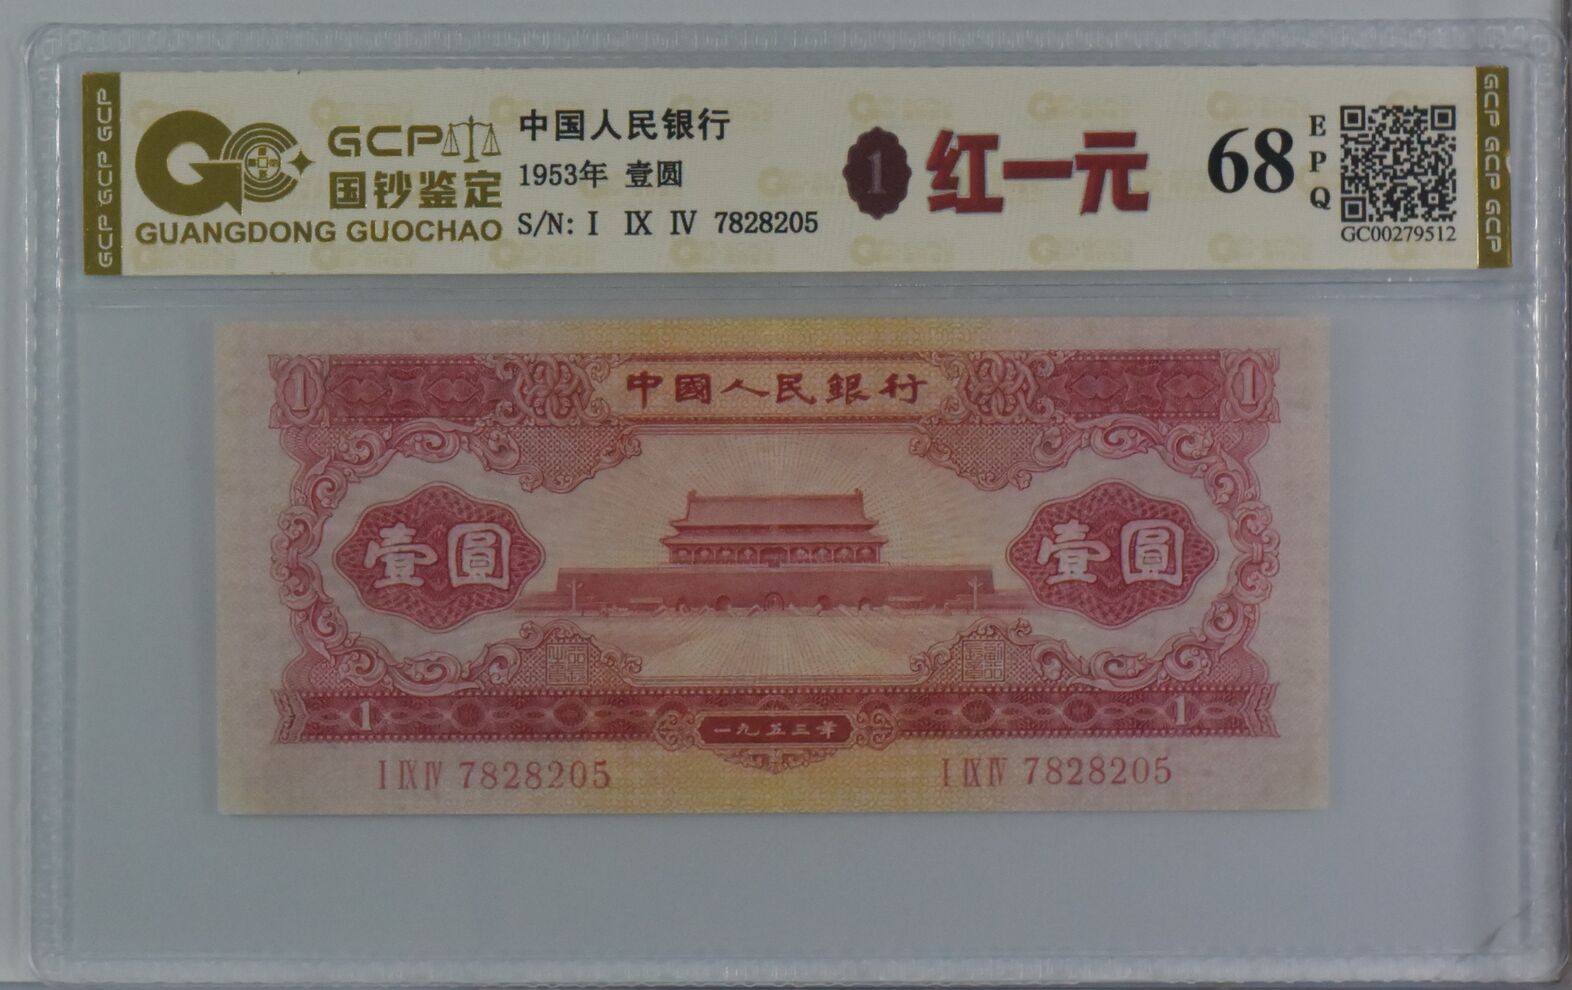 GCP GCP GCP
GCP
国钞鉴定
GUANGDONG GUOCHAO
中国人民银行
1953年 壹圆
S/N: I IX IV 7828205
1
红一元
68
EPQ
GC00279512
GCP GCP GCP
1 中國人民銀行 1
壹圓 壹圓
1 一九五三年 1
I IX IV 7828205 I IX IV 7828205